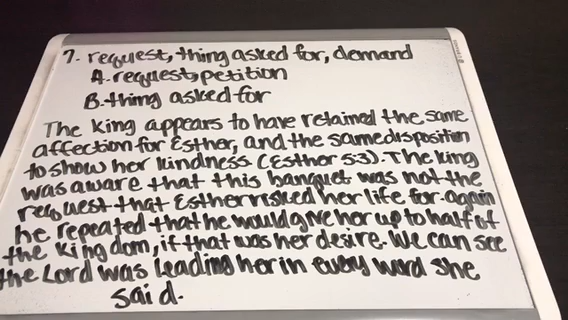 7. request, thing asked for, demand
A. request, petition
B. thing asked for
The king appears to have retained the same
affection for Esther, and the same disposition
to show her kindness (Esther 5:3). The king
was aware that this banquet was not the
request that Esther risked her life for. again
he repeated that he would give her up to half of
the kingdom, if that was her desire. We can see
the Lord was leading her in every word she
said.